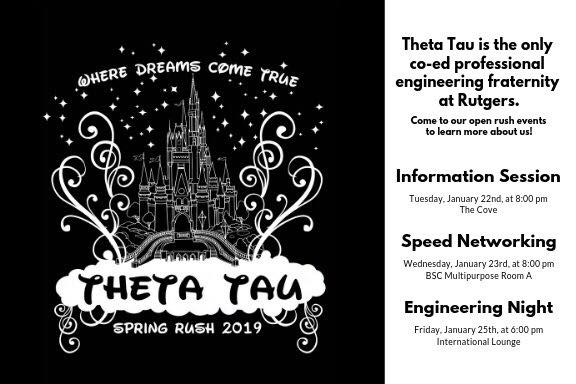 WHERE DREAMS COME TRUE
THETA TAU
SPRING RUSH 2019
Theta Tau is the only
co-ed professional
engineering fraternity
at Rutgers.
Come to our open rush events
to learn more about us!
Information Session
Tuesday, January 22nd, at 8:00 pm
The Cove
Speed Networking
Wednesday, January 23rd, at 8:00 pm
BSC Multipurpose Room A
Engineering Night
Friday, January 25th, at 6:00 pm
International Lounge